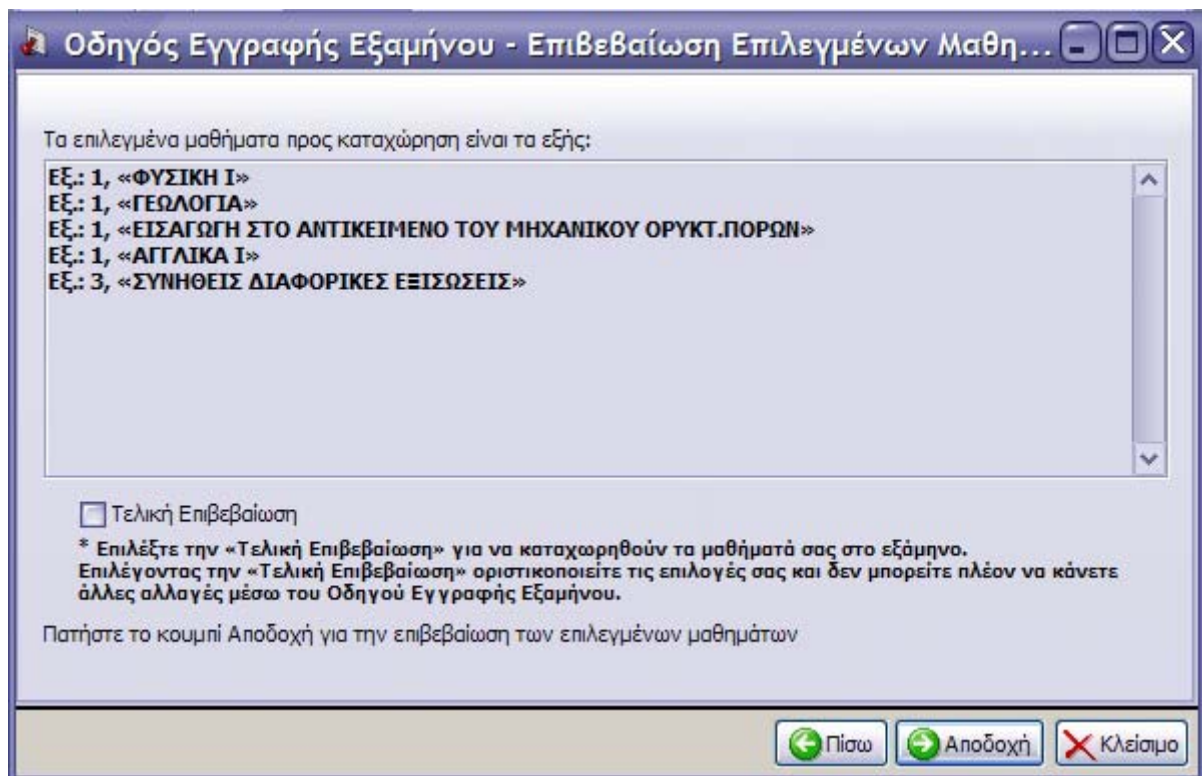 Οδηγός Εγγραφής Εξαμήνου - Επιβεβαίωση Επιλεγμένων Μαθη...
Τα επιλεγμένα μαθήματα προς καταχώρηση είναι τα εξής:
Εξ.: 1, «ΦΥΣΙΚΗ Ι»
Εξ.: 1, «ΓΕΩΛΟΓΙΑ»
Εξ.: 1, «ΕΙΣΑΓΩΓΗ ΣΤΟ ΑΝΤΙΚΕΙΜΕΝΟ ΤΟΥ ΜΗΧΑΝΙΚΟΥ ΟΡΥΚΤ.ΠΟΡΩΝ»
Εξ.: 1, «ΑΓΓΛΙΚΑ Ι»
Εξ.: 3, «ΣΥΝΗΘΕΙΣ ΔΙΑΦΟΡΙΚΕΣ ΕΞΙΣΩΣΕΙΣ»
Τελική Επιβεβαίωση
* Επιλέξτε την «Τελική Επιβεβαίωση» για να καταχωρηθούν τα μαθήματά σας στο εξάμηνο.
Επιλέγοντας την «Τελική Επιβεβαίωση» οριστικοποιείτε τις επιλογές σας και δεν μπορείτε πλέον να κάνετε
άλλες αλλαγές μέσω του Οδηγού Εγγραφής Εξαμήνου.
Πατήστε το κουμπί Αποδοχή για την επιβεβαίωση των επιλεγμένων μαθημάτων
Πίσω Αποδοχή Κλείσιμο